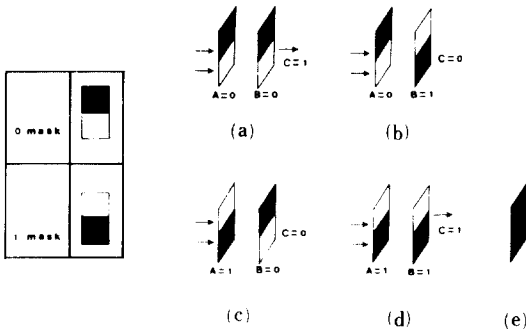 0 mask
1 mask
C=1
A=0
B=0
(a)
C=0
A=0
B=1
(b)
C=0
A=1
B=0
(c)
C=1
A=1
B=1
(d)
(e)